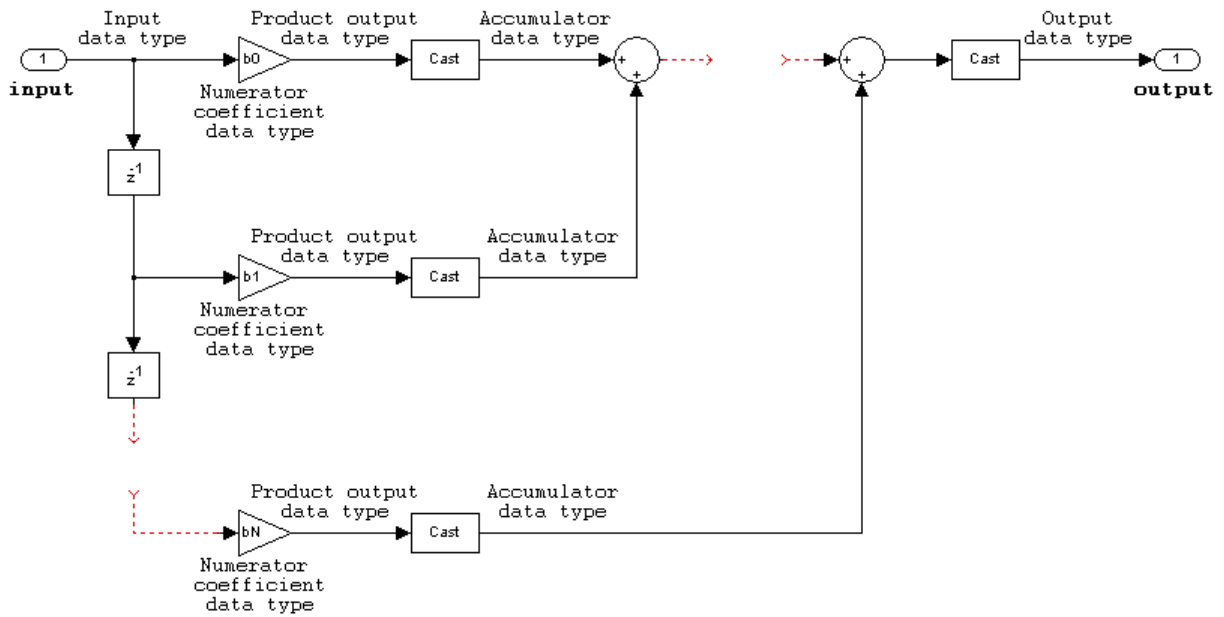 Input
data type
Product output
data type
Accumulator
data type
Output
data type
1
b0
Cast
+
+
+
+
Cast
1
input
output
Numerator
coefficient
data type
z-1
Product output
data type
Accumulator
data type
b1
Cast
Numerator
coefficient
data type
z-1
Product output
data type
Accumulator
data type
bN
Cast
Numerator
coefficient
data type